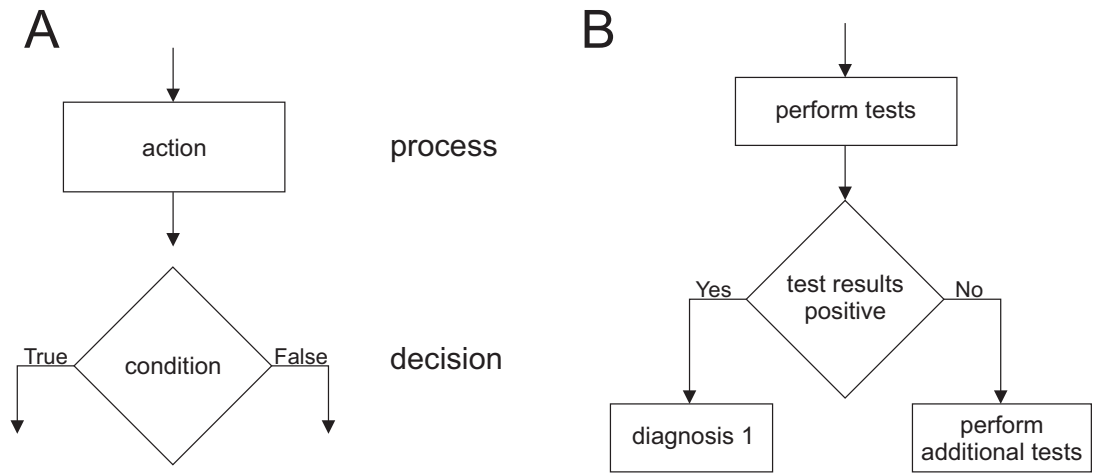 A
action
process
True
condition
False
decision
B
perform tests
test results
positive
Yes
No
diagnosis 1
perform
additional tests